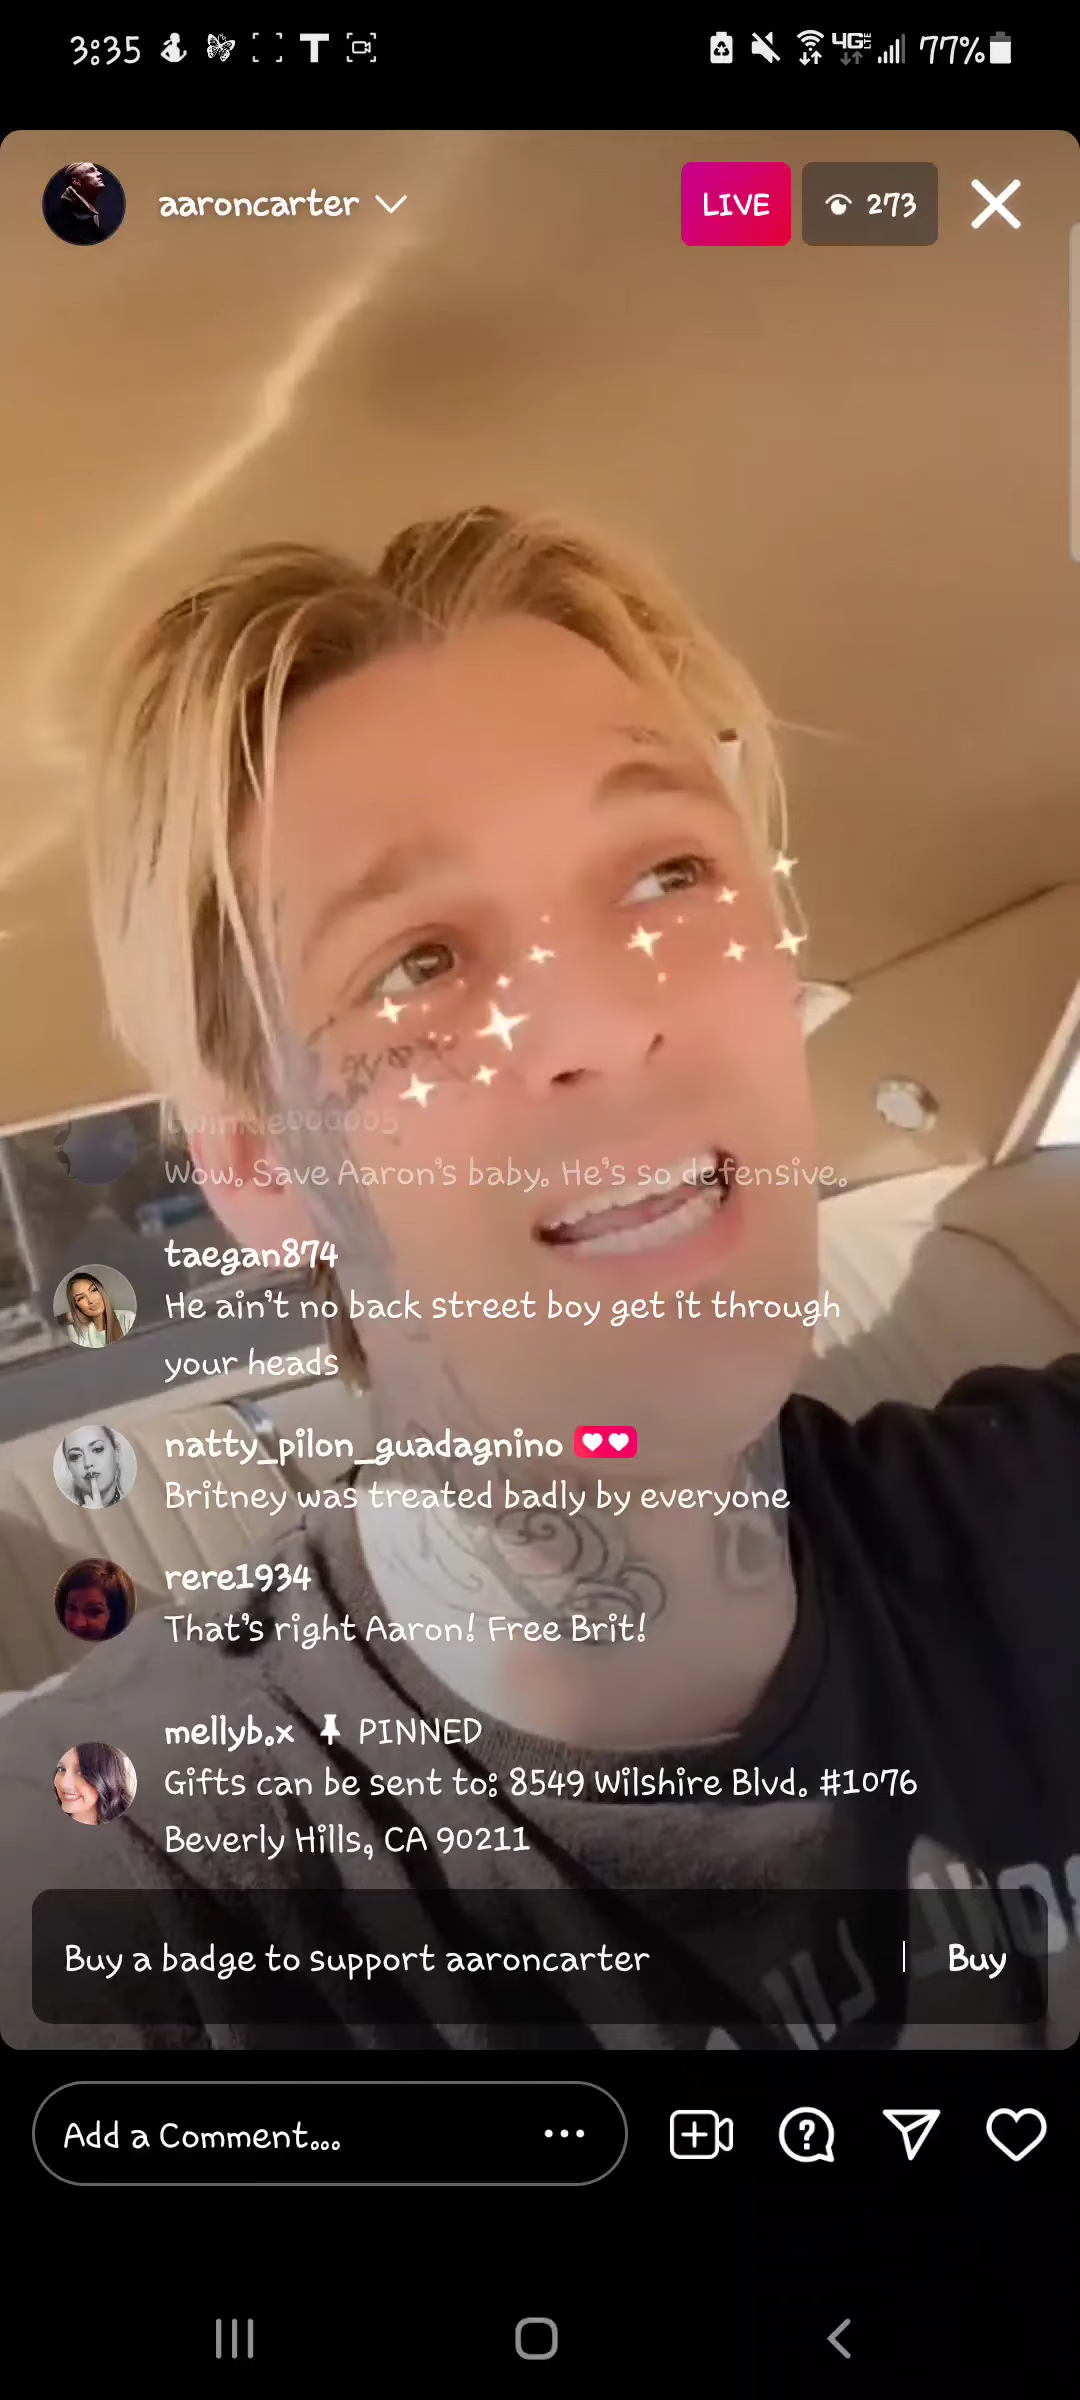 3:35
4G LTE
77%
aaroncarter
LIVE
273
twinkle000005
Wow. Save Aaron's baby. He's so defensive.
taegan874
He ain't no back street boy get it through
your heads
natty_pilon_guadagnino
Britney was treated badly by everyone
rere1934
That's right Aaron! Free Brit!
mellyb.x PINNED
Gifts can be sent to: 8549 Wilshire Blvd. #1076
Beverly Hills, CA 90211
Buy a badge to support aaroncarter | Buy
Add a Comment...